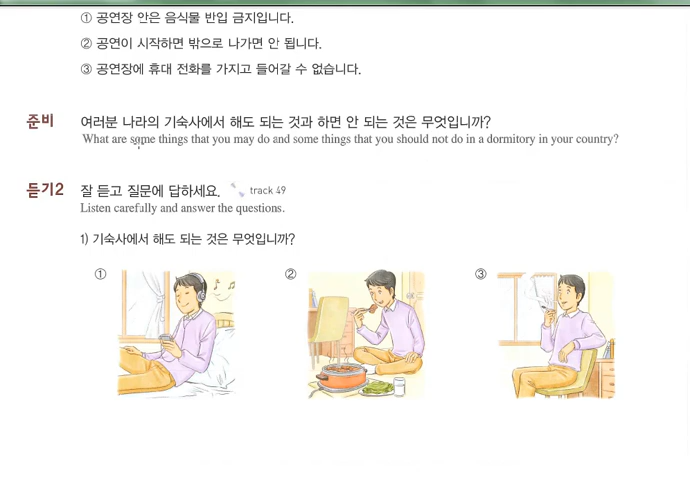 ① 공연장 안은 음식물 반입 금지입니다.
② 공연이 시작하면 밖으로 나가면 안 됩니다.
③ 공연장에 휴대 전화를 가지고 들어갈 수 없습니다.
준비 여러분 나라의 기숙사에서 해도 되는 것과 하면 안 되는 것은 무엇입니까?
What are some things that you may do and some things that you should not do in a dormitory in your country?
듣기2 잘 듣고 질문에 답하세요. track 49
Listen carefully and answer the questions.
1) 기숙사에서 해도 되는 것은 무엇입니까?
① ② ③